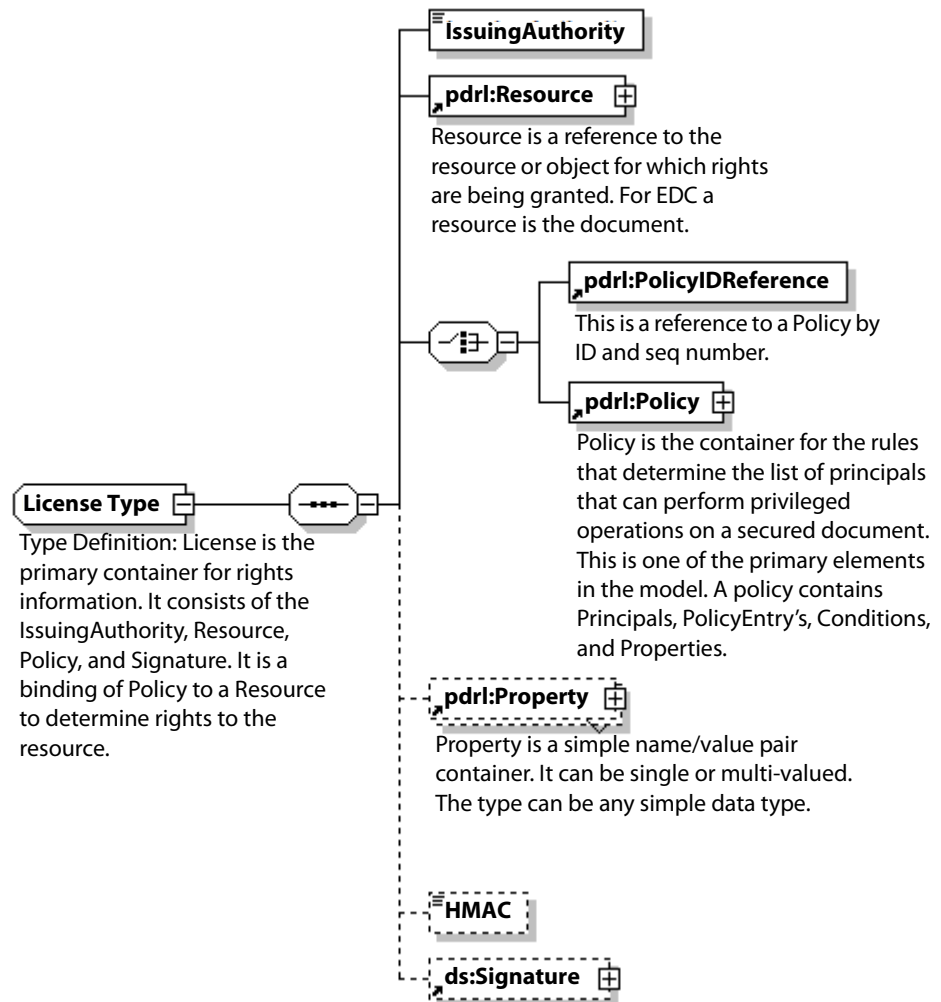 IssuingAuthority
pdrl:Resource
Resource is a reference to the
resource or object for which rights
are being granted. For EDC a
resource is the document.
pdrl:PolicyIDReference
This is a reference to a Policy by
ID and seq number.
pdrl:Policy
Policy is the container for the rules
that determine the list of principals
that can perform privileged
operations on a secured document.
This is one of the primary elements
in the model. A policy contains
Principals, PolicyEntry’s, Conditions,
and Properties.
License Type
Type Definition: License is the
primary container for rights
information. It consists of the
IssuingAuthority, Resource,
Policy, and Signature. It is a
binding of Policy to a Resource
to determine rights to the
resource.
pdrl:Property
Property is a simple name/value pair
container. It can be single or multi-valued.
The type can be any simple data type.
HMAC
ds:Signature